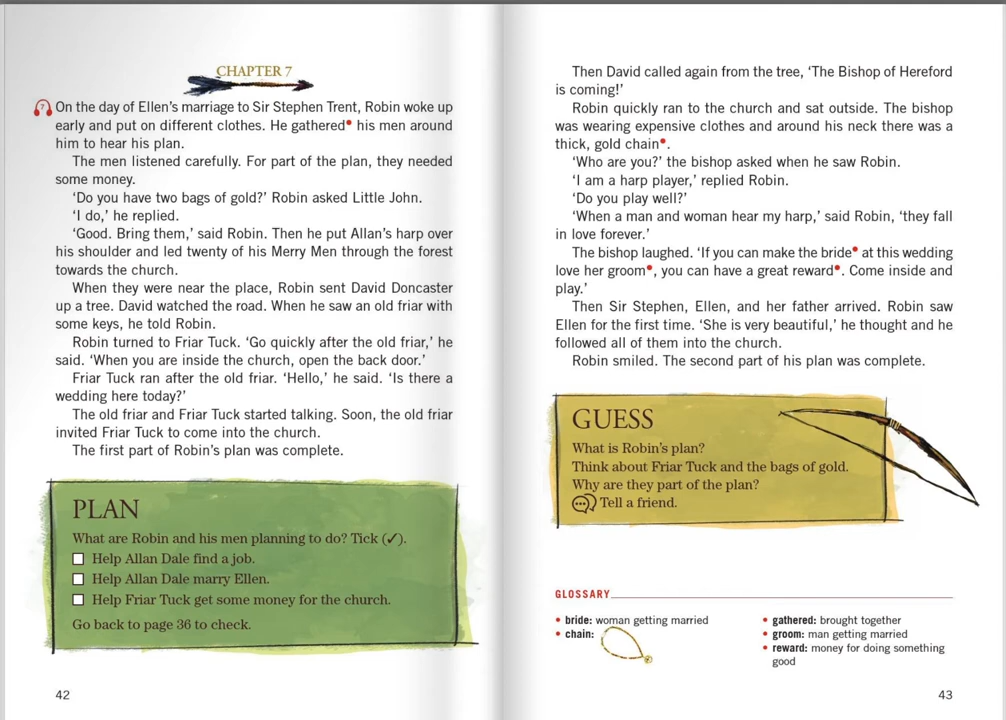 CHAPTER 7
7
On the day of Ellen's marriage to Sir Stephen Trent, Robin woke up
early and put on different clothes. He gathered• his men around
him to hear his plan.
The men listened carefully. For part of the plan, they needed
some money.
‘Do you have two bags of gold?’ Robin asked Little John.
‘I do,’ he replied.
‘Good. Bring them,’ said Robin. Then he put Allan’s harp over
his shoulder and led twenty of his Merry Men through the forest
towards the church.
When they were near the place, Robin sent David Doncaster
up a tree. David watched the road. When he saw an old friar with
some keys, he told Robin.
Robin turned to Friar Tuck. ‘Go quickly after the old friar,’ he
said. ‘When you are inside the church, open the back door.’
Friar Tuck ran after the old friar. ‘Hello,’ he said. ‘Is there a
wedding here today?’
The old friar and Friar Tuck started talking. Soon, the old friar
invited Friar Tuck to come into the church.
The first part of Robin’s plan was complete.
PLAN
What are Robin and his men planning to do? Tick (✓).
☐ Help Allan Dale find a job.
☐ Help Allan Dale marry Ellen.
☐ Help Friar Tuck get some money for the church.
Go back to page 36 to check.
42
Then David called again from the tree, ‘The Bishop of Hereford
is coming!’
Robin quickly ran to the church and sat outside. The bishop
was wearing expensive clothes and around his neck there was a
thick, gold chain•.
‘Who are you?’ the bishop asked when he saw Robin.
‘I am a harp player,’ replied Robin.
‘Do you play well?’
‘When a man and woman hear my harp,’ said Robin, ‘they fall
in love forever.’
The bishop laughed. ‘If you can make the bride• at this wedding
love her groom•, you can have a great reward•. Come inside and
play.’
Then Sir Stephen, Ellen, and her father arrived. Robin saw
Ellen for the first time. ‘She is very beautiful,’ he thought and he
followed all of them into the church.
Robin smiled. The second part of his plan was complete.
GUESS
What is Robin’s plan?
Think about Friar Tuck and the bags of gold.
Why are they part of the plan?
Tell a friend.
GLOSSARY
• bride: woman getting married
• chain:
• gathered: brought together
• groom: man getting married
• reward: money for doing something
good
43